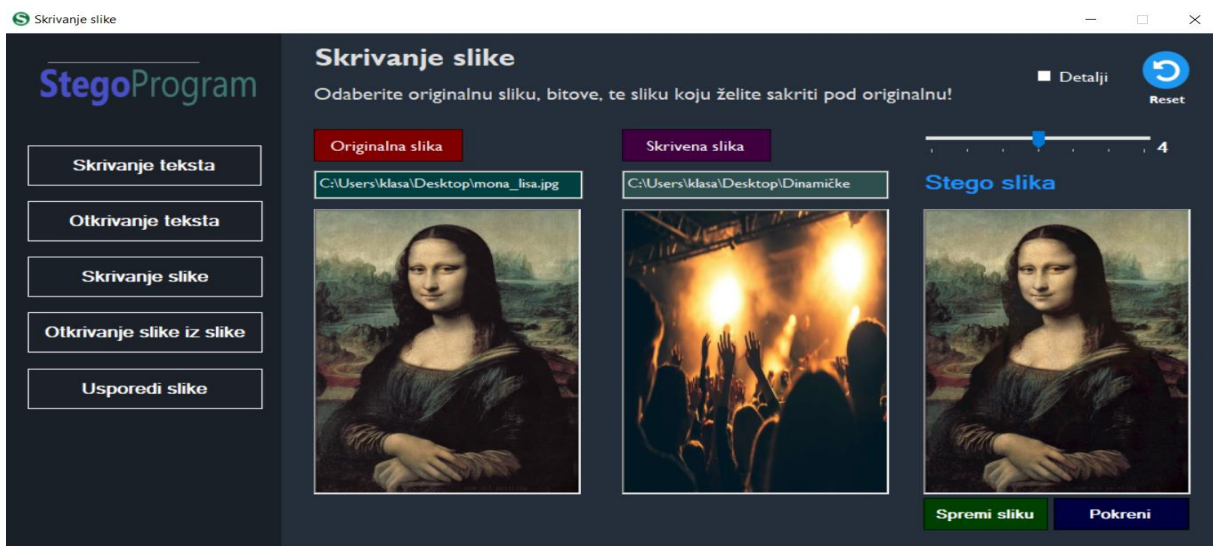 Skrivanje slike
StegoProgram
Skrivanje teksta
Otkrivanje teksta
Skrivanje slike
Otkrivanje slike iz slike
Usporedi slike
Skrivanje slike
Odaberite originalnu sliku, bitove, te sliku koju želite sakriti pod originalnu!
Detalji
Reset
Originalna slika
Skrivena slika
4
C:\Users\klasa\Desktop\mona_lisa.jpg
C:\Users\klasa\Desktop\Dinamičke
Stego slika
Spremi sliku
Pokreni